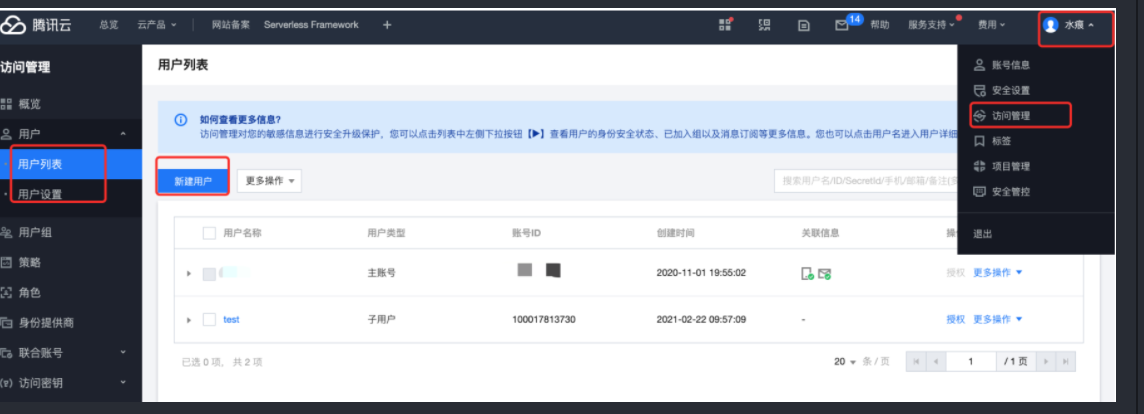 腾讯云 总览 云产品 网站备案 Serverless Framework + 14 帮助 服务支持 费用 水痕
访问管理
概览
用户
用户列表
用户设置
用户组
策略
角色
身份提供商
联合账号
访问密钥
用户列表
如何查看更多信息?
访问管理对您的敏感信息进行安全升级保护，您可以点击列表中左侧下拉按钮【▶】查看用户的身份安全状态、已加入组以及消息订阅等更多信息。您也可以点击用户名进入用户详细
新建用户 更多操作
搜索用户名/ID/SecretId/手机/邮箱/备注
用户名称 用户类型 账号ID 创建时间 关联信息 操
主账号 2020-11-01 19:55:02 授权 更多操作
test 子用户 100017813730 2021-02-22 09:57:09 - 授权 更多操作
已选 0 项， 共 2 项 20 条 / 页 1 / 1 页
账号信息
安全设置
访问管理
标签
项目管理
安全管控
退出